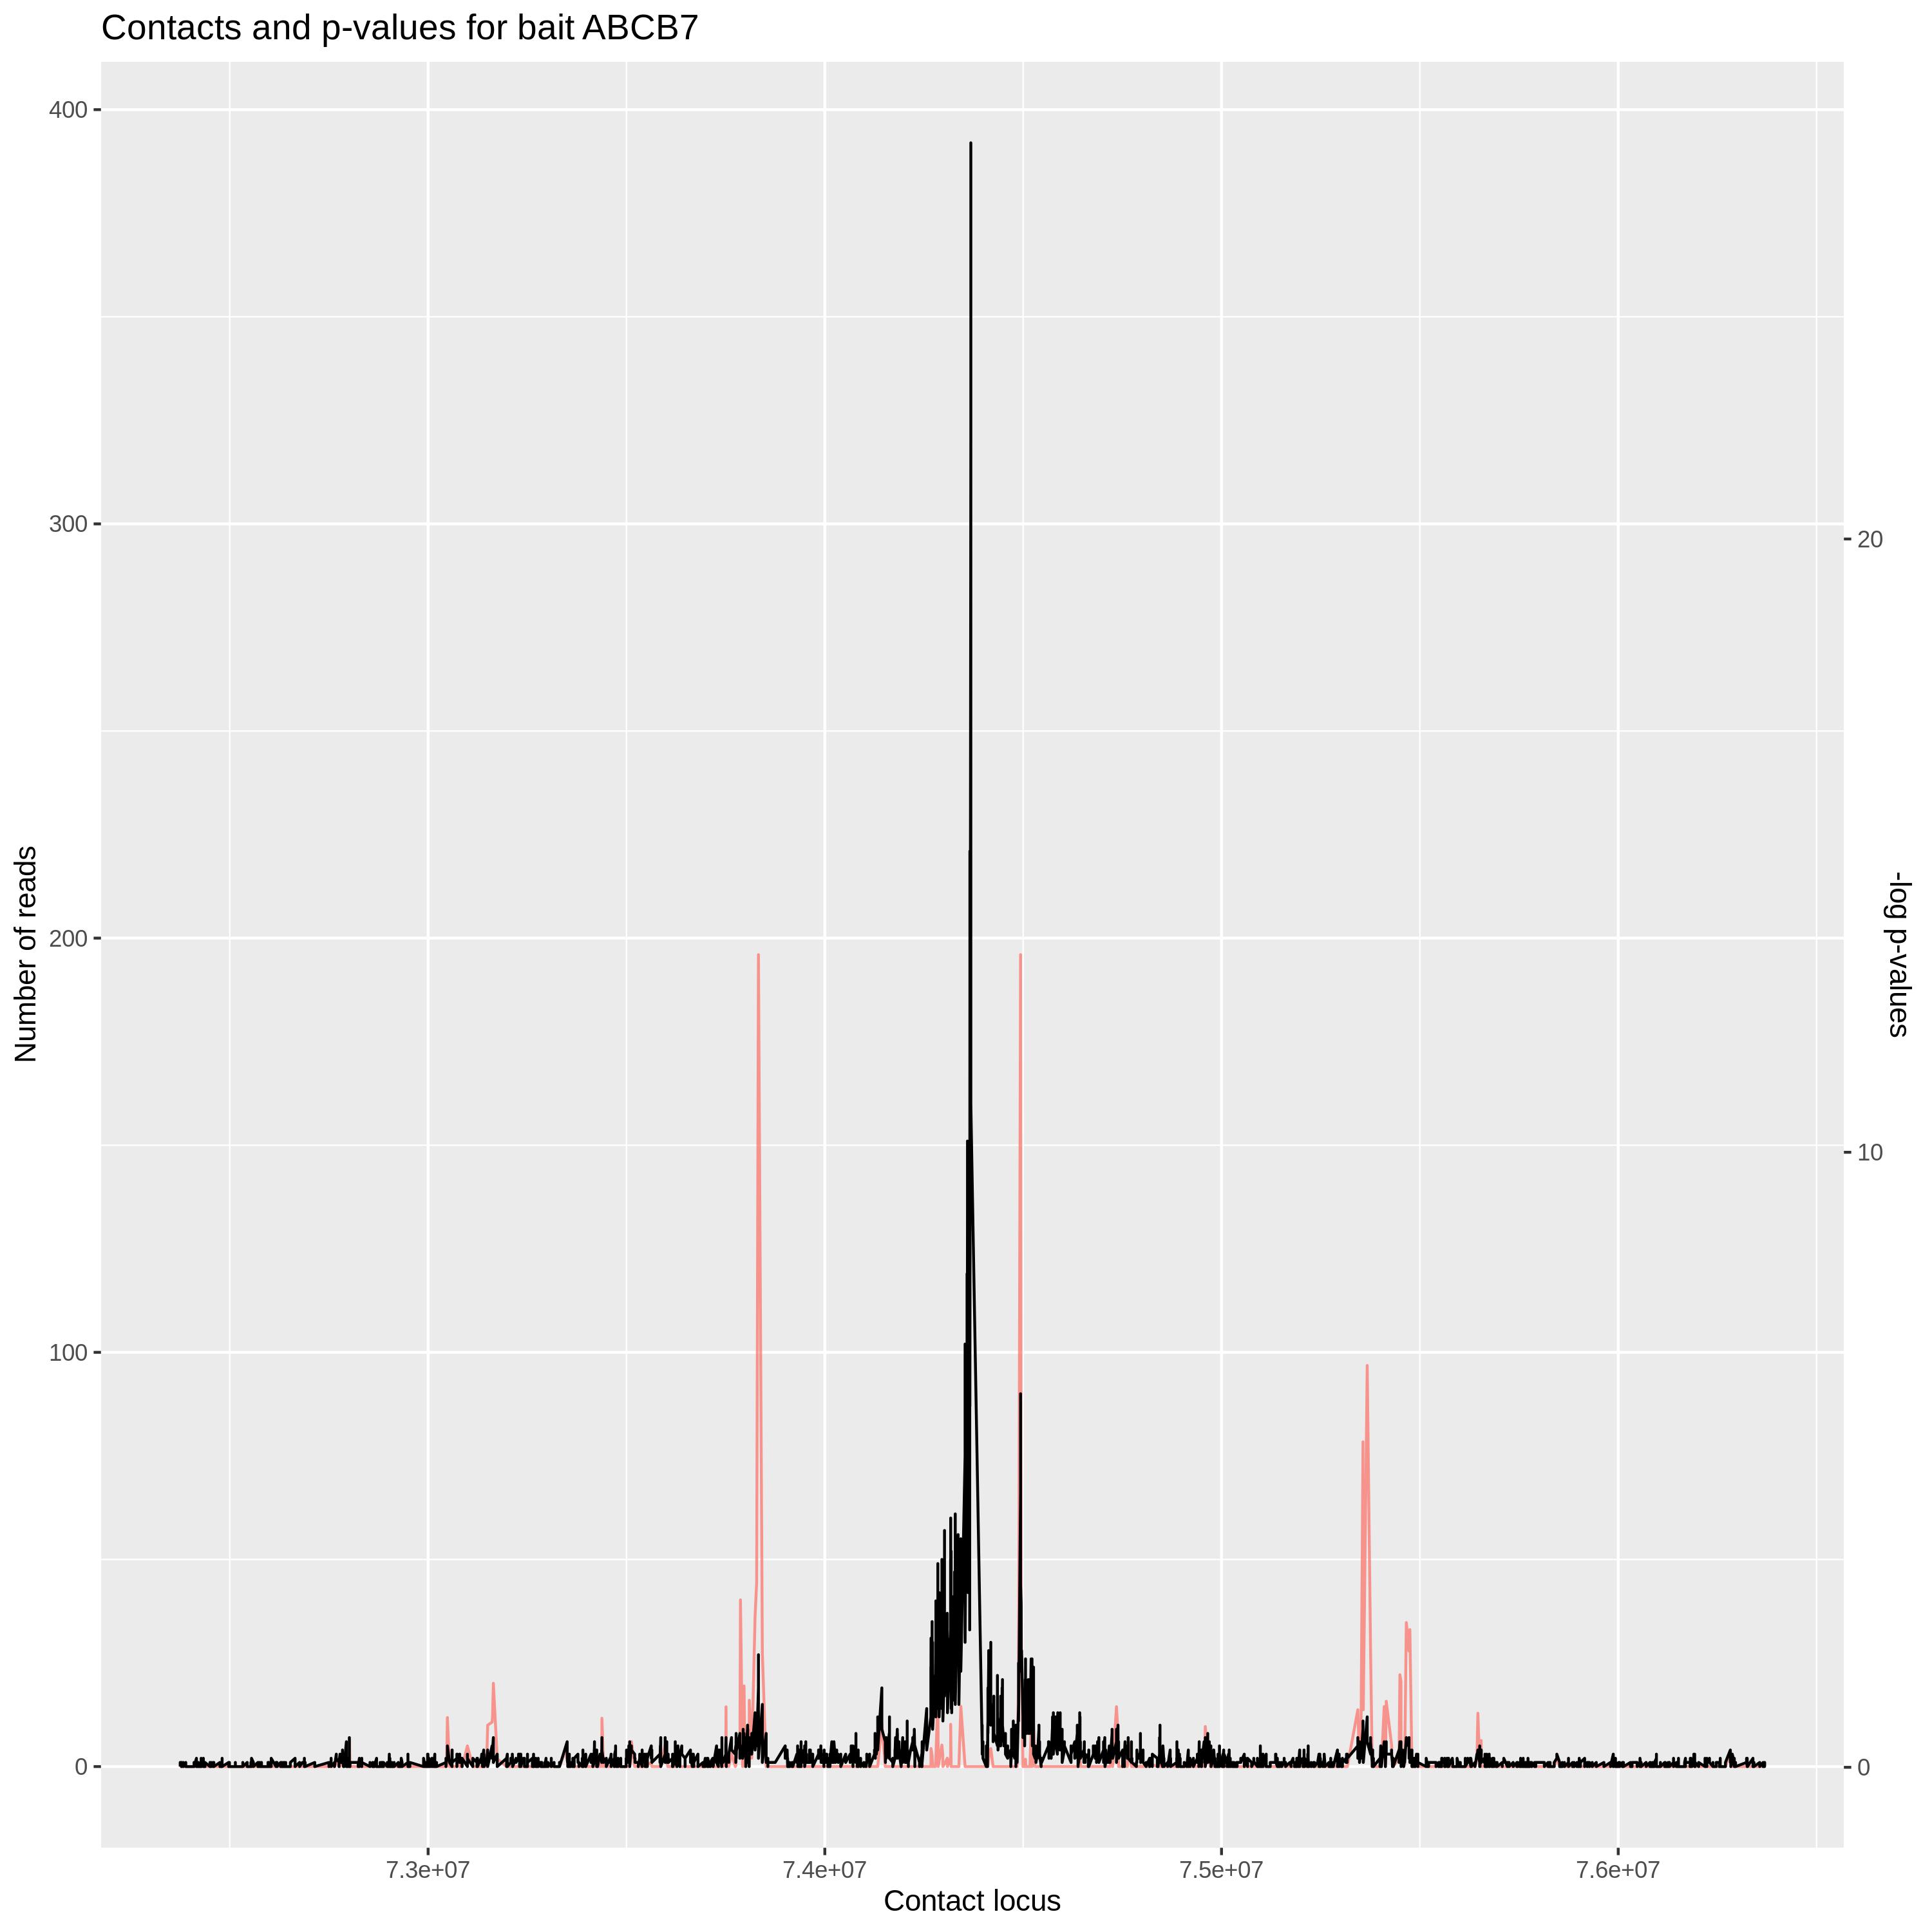 Contacts and p-values for bait ABCB7
400
300
200
100
0
Number of reads
20
10
0
-log p-values
7.3e+07
7.4e+07
7.5e+07
7.6e+07
Contact locus